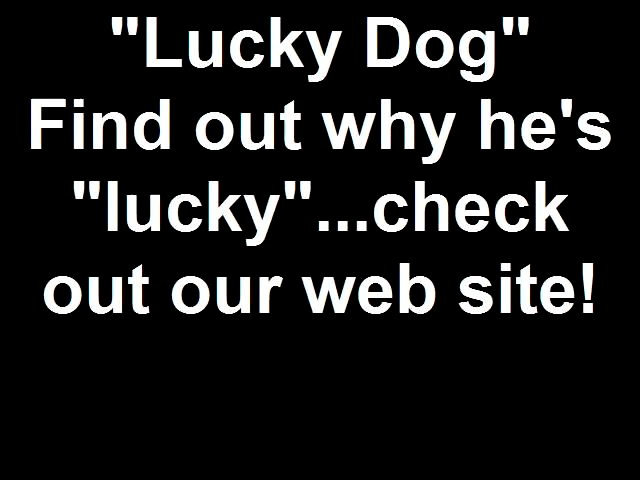 "Lucky Dog"
Find out why he's
"lucky"...check
out our web site!